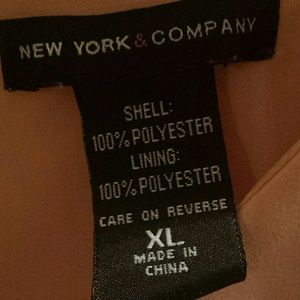 NEW YORK & COMPANY
SHELL:
100% POLYESTER
LINING:
100% POLYESTER
CARE ON REVERSE
XL
MADE IN
CHINA